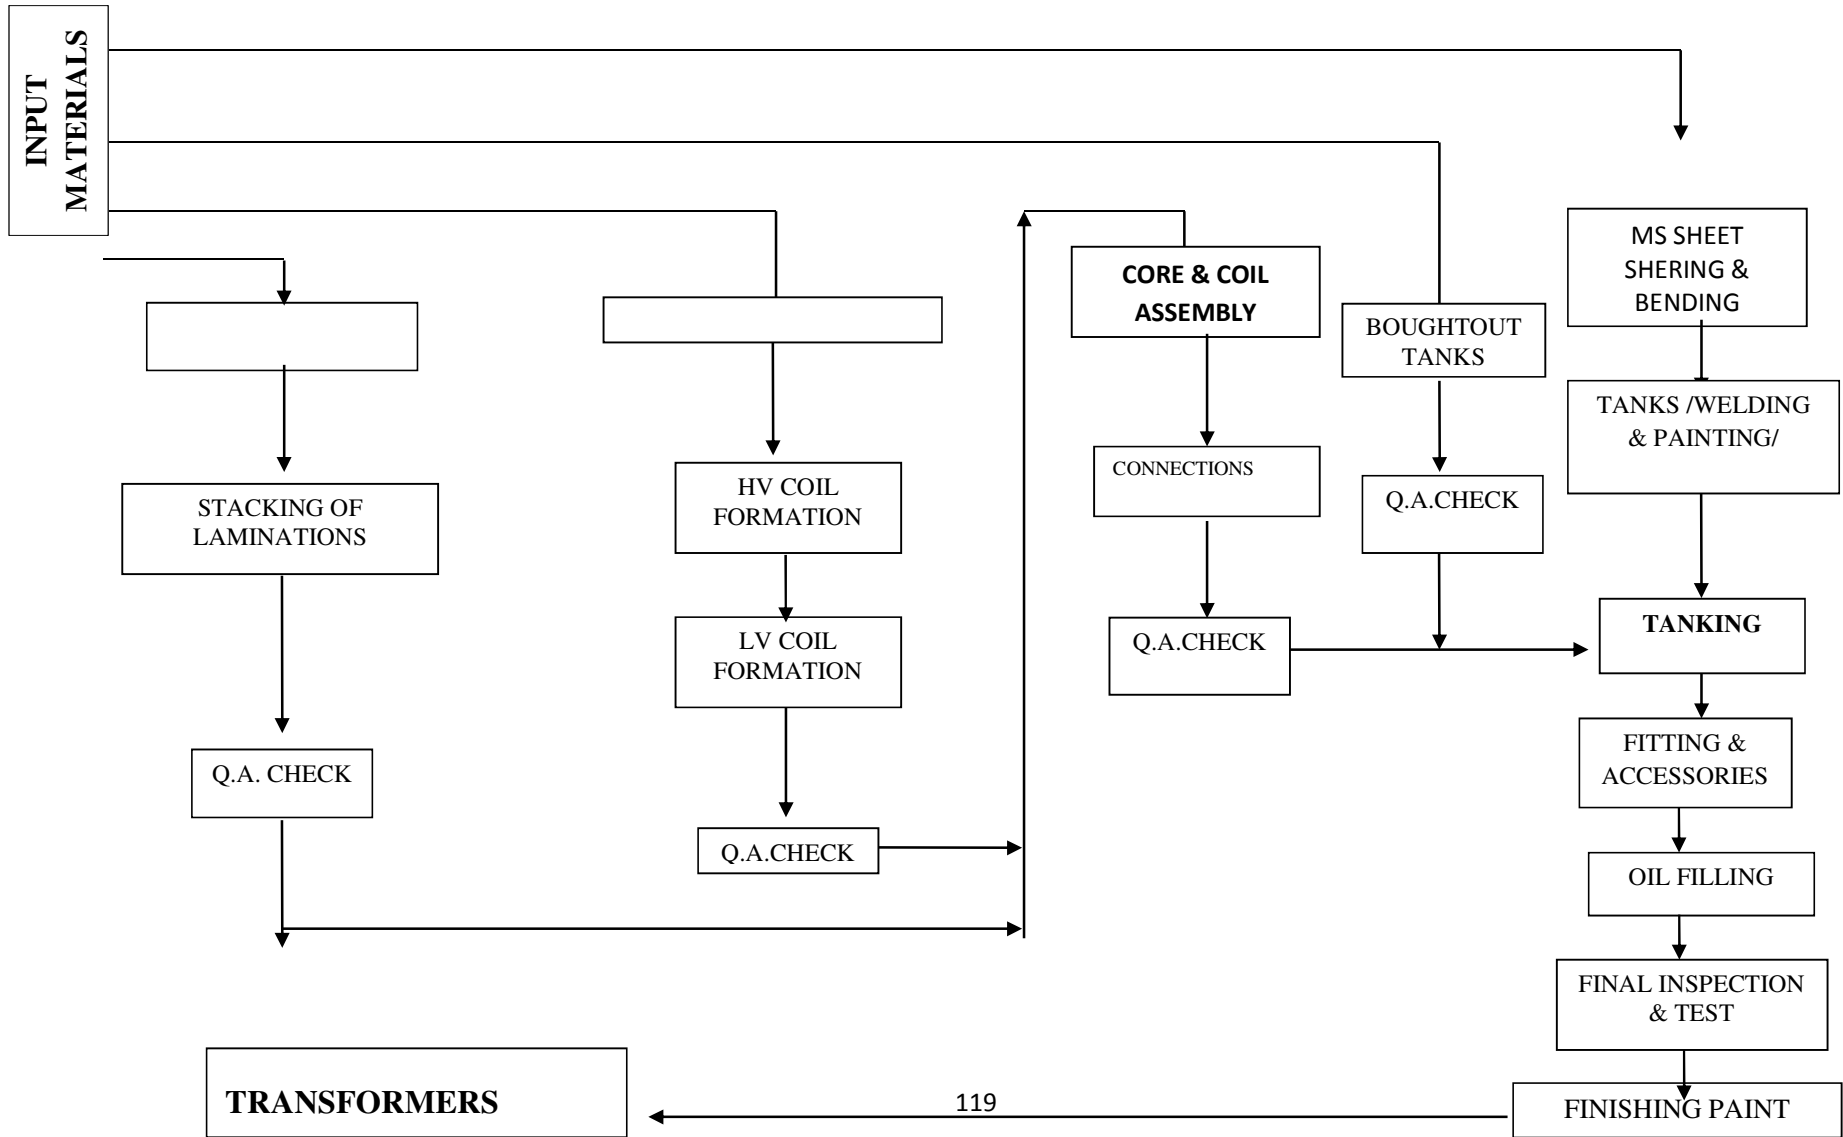 INPUT
MATERIALS
CORE & COIL
ASSEMBLY
MS SHEET
SHERING &
BENDING
BOUGHTOUT
TANKS
TANKS /WELDING
& PAINTING/
CONNECTIONS
STACKING OF
LAMINATIONS
HV COIL
FORMATION
Q.A.CHECK
LV COIL
FORMATION
Q.A.CHECK
TANKING
Q.A. CHECK
Q.A.CHECK
FITTING &
ACCESSORIES
OIL FILLING
FINAL INSPECTION
& TEST
TRANSFORMERS
119
FINISHING PAINT